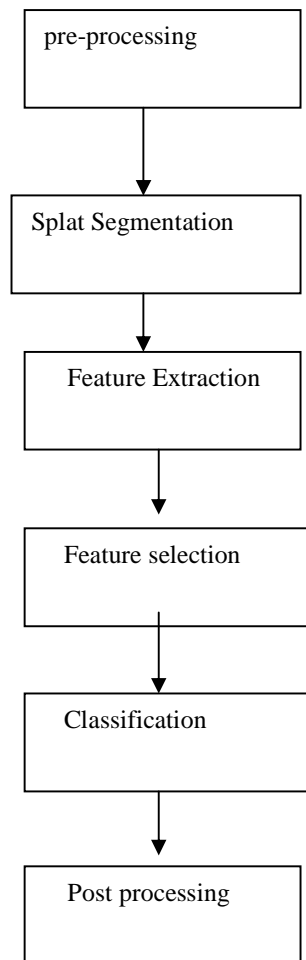 pre-processing
Splat Segmentation
Feature Extraction
Feature selection
Classification
Post processing